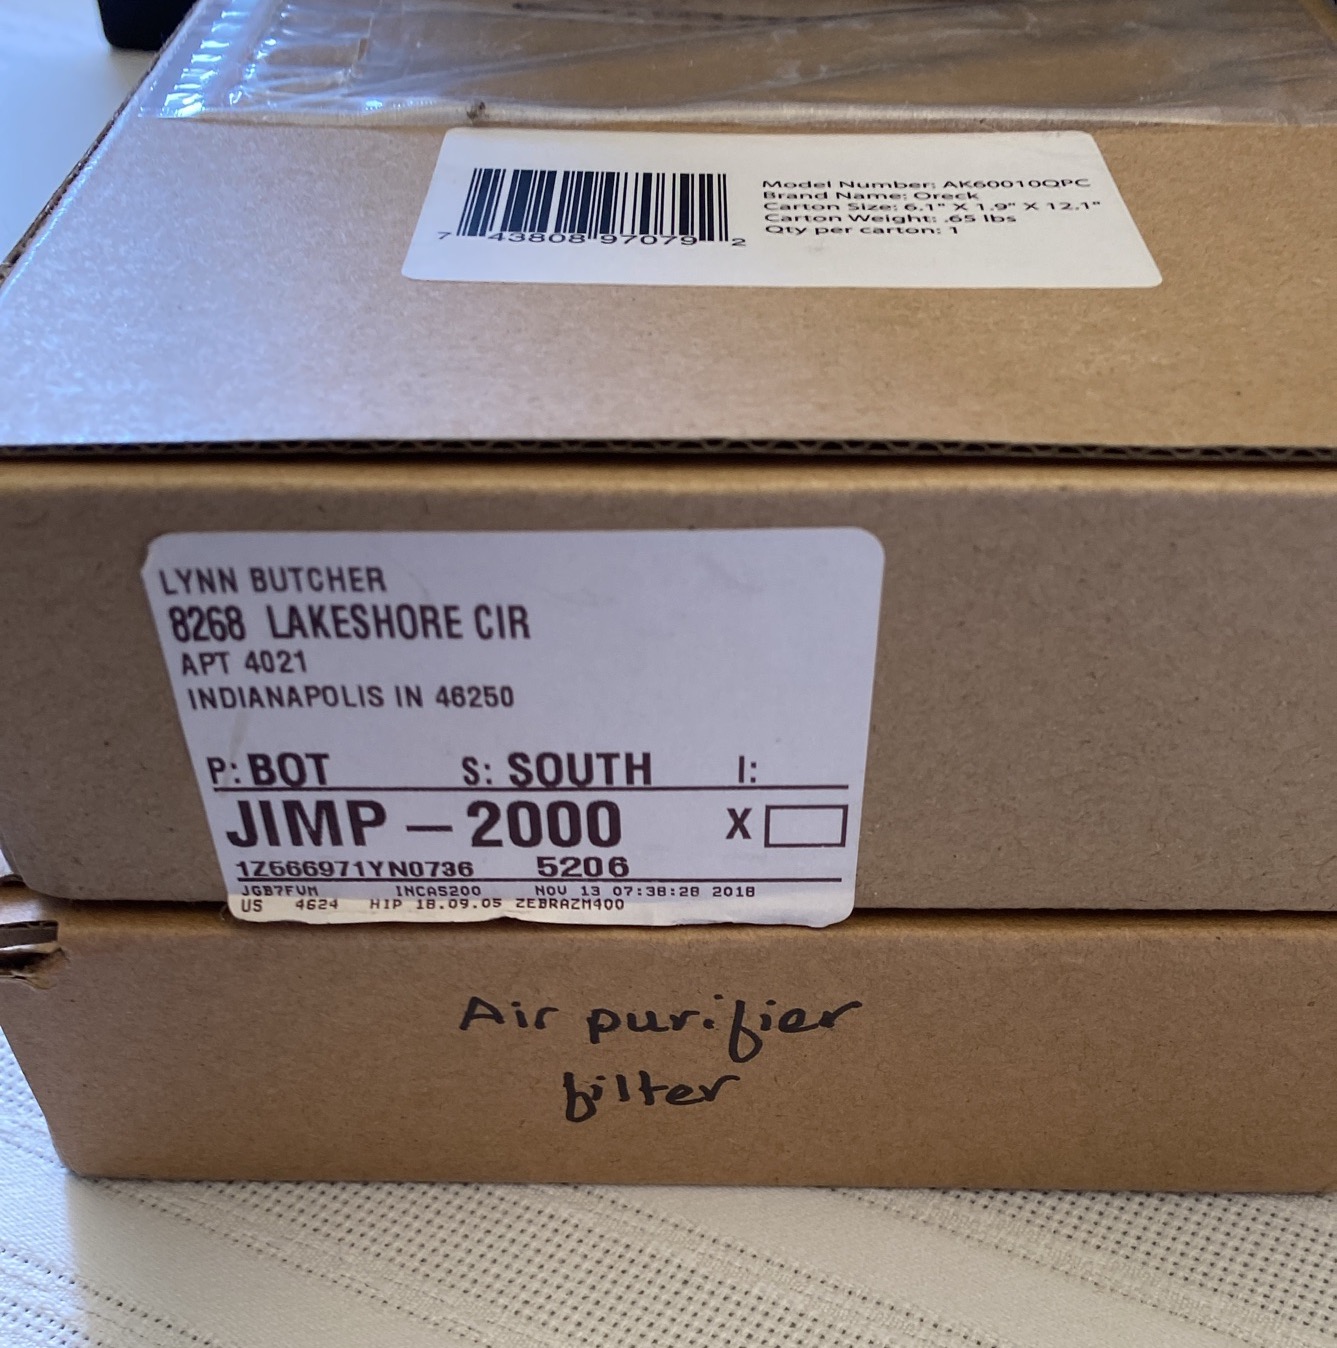 7 43808 97079 2
Model Number: AK60010QPC
Brand Name: Oreck
Carton Size: 6.1" X 1.9" X 12.1"
Carton Weight: .65 lbs
Qty per carton: 1
LYNN BUTCHER
8268 LAKESHORE CIR
APT 4021
INDIANAPOLIS IN 46250
P: BOT S: SOUTH I:
JIMP – 2000 X
1Z566971YN0736 5206
JGB7FVM INCAS200 NOV 13 07:38:28 2018
US 4624 HIP 18.09.05 ZEBRAZM400
Air purifier
filter